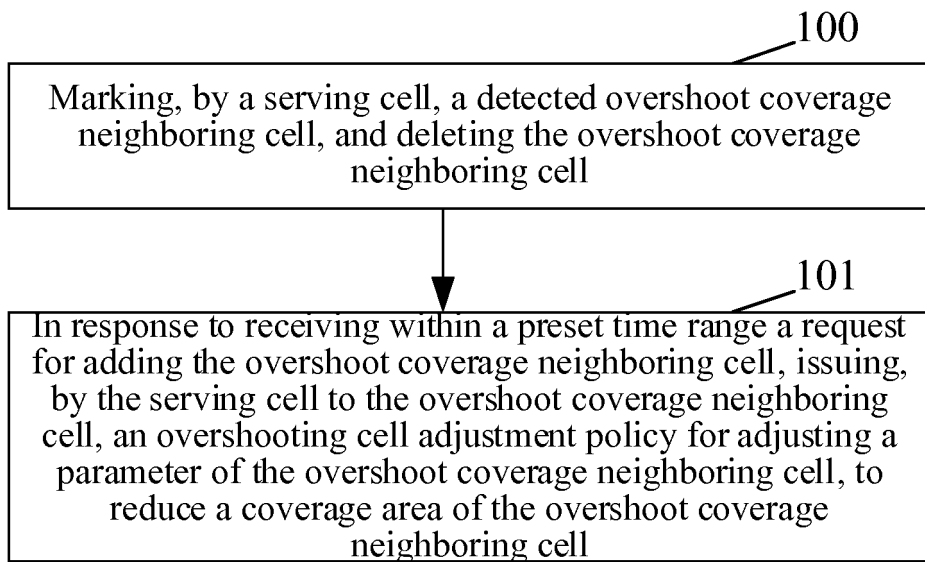 100
Marking, by a serving cell, a detected overshoot coverage
neighboring cell, and deleting the overshoot coverage
neighboring cell
101
In response to receiving within a preset time range a request
for adding the overshoot coverage neighboring cell, issuing,
by the serving cell to the overshoot coverage neighboring
cell, an overshooting cell adjustment policy for adjusting a
parameter of the overshoot coverage neighboring cell, to
reduce a coverage area of the overshoot coverage
neighboring cell